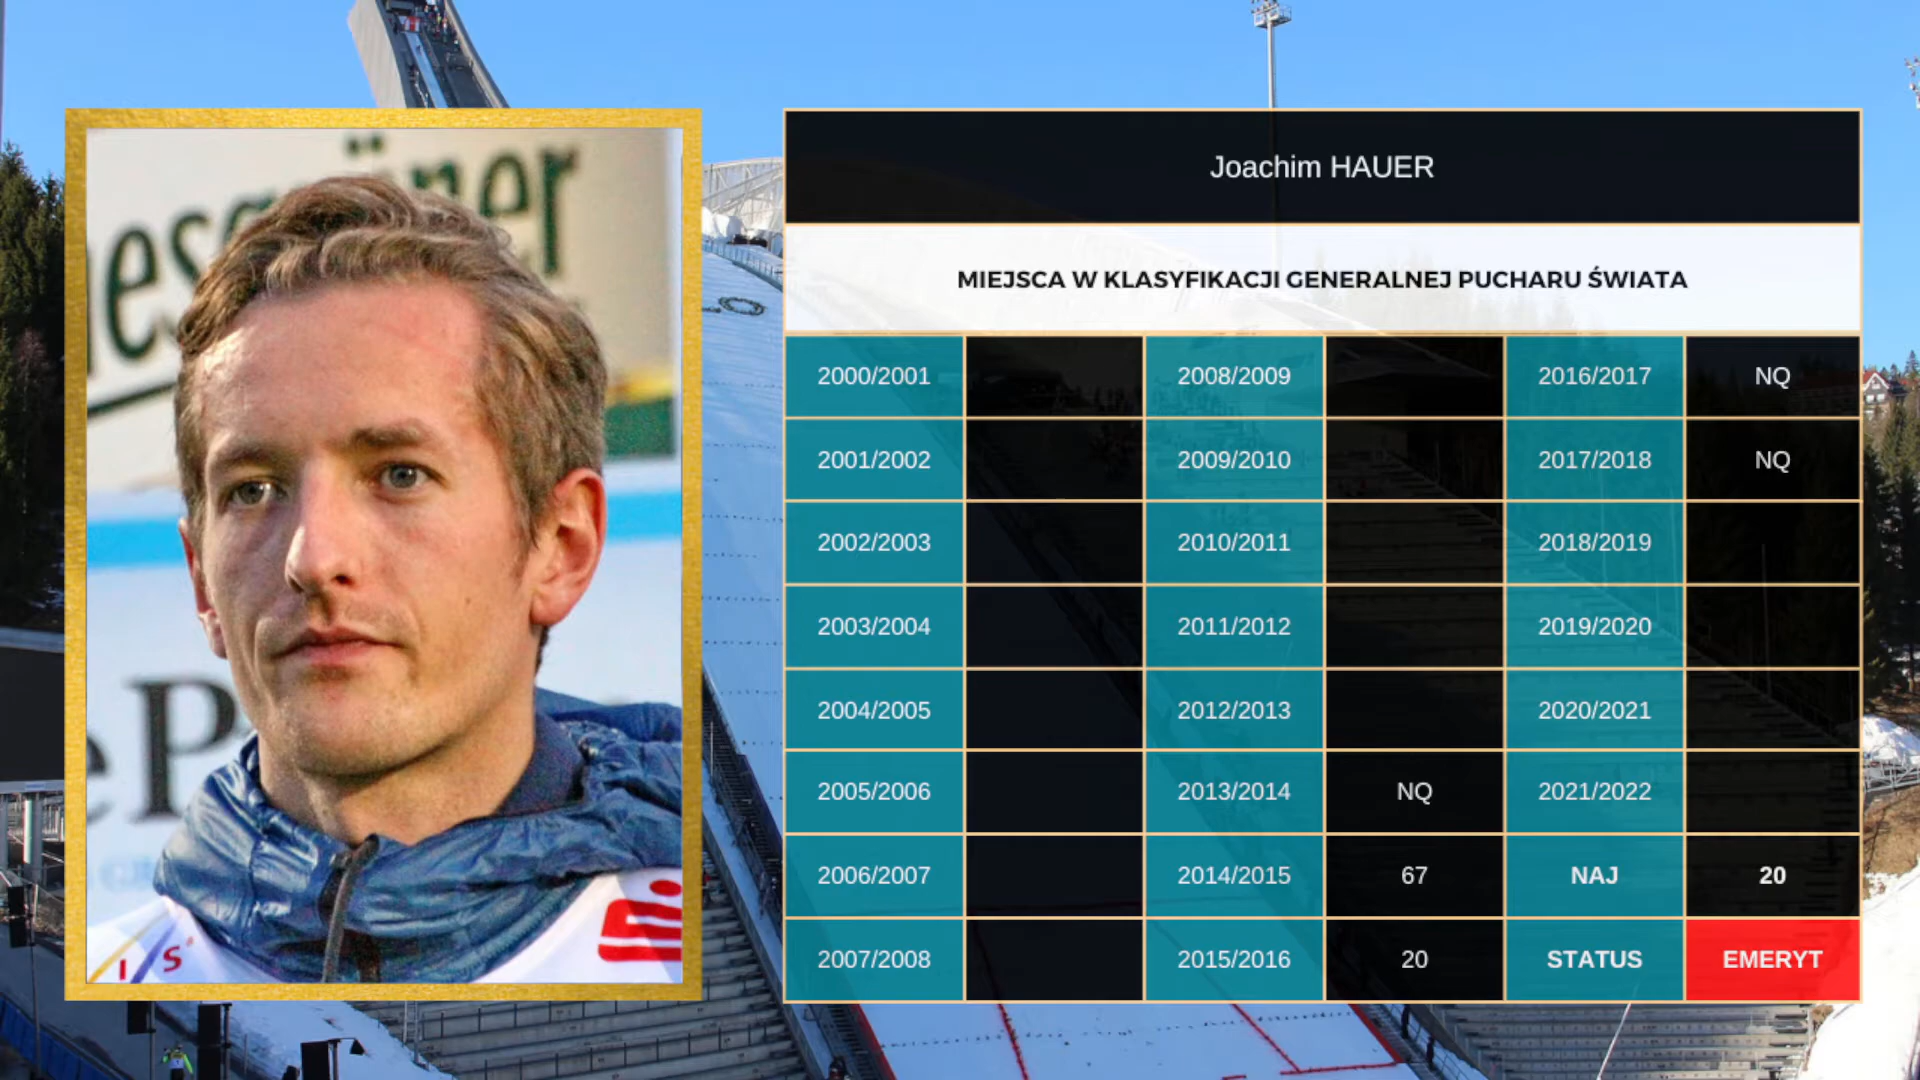 Joachim HAUER
MIEJSCA W KLASYFIKACJI GENERALNEJ PUCHARU ŚWIATA
2000/2001 2008/2009 2016/2017 NQ
2001/2002 2009/2010 2017/2018 NQ
2002/2003 2010/2011 2018/2019
2003/2004 2011/2012 2019/2020
2004/2005 2012/2013 2020/2021
2005/2006 2013/2014 NQ 2021/2022
2006/2007 2014/2015 67 NAJ 20
2007/2008 2015/2016 20 STATUS EMERYT